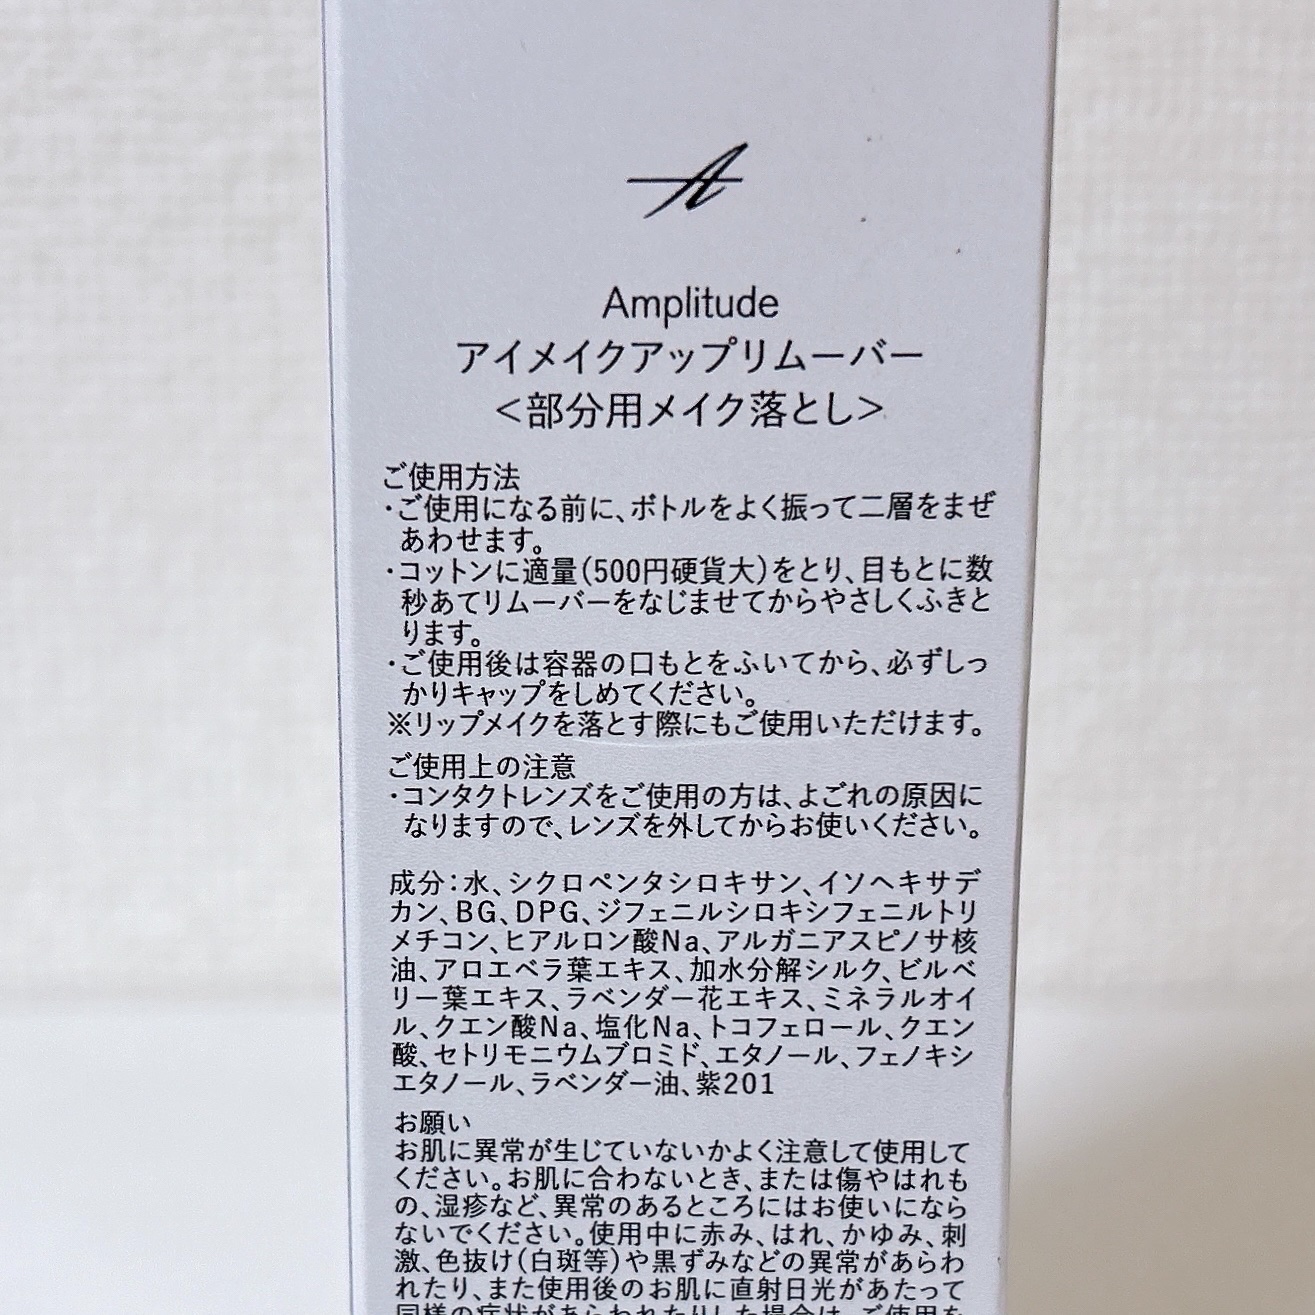 A
Amplitude
アイメイクアップリムーバー
<部分用メイク落とし>
ご使用方法
・ご使用になる前に、ボトルをよく振って二層をまぜ
あわせます。
・コットンに適量(500円硬貨大)をとり、目もとに数
秒あてリムーバーをなじませてからやさしくふきと
ります。
・ご使用後は容器の口もとをふいてから、必ずしっ
かりキャップをしめてください。
※リップメイクを落とす際にもご使用いただけます。
ご使用上の注意
・コンタクトレンズをご使用の方は、よごれの原因に
なりますので、レンズを外してからお使いください。
成分:水、シクロペンタシロキサン、イソヘキサデ
カン、BG、DPG、ジフェニルシロキシフェニルトリ
メチコン、ヒアルロン酸Na、アルガニアスピノサ核
油、アロエベラ葉エキス、加水分解シルク、ビルベ
リー葉エキス、ラベンダー花エキス、ミネラルオイ
ル、クエン酸Na、塩化Na、トコフェロール、クエン
酸、セトリモニウムブロミド、エタノール、フェノキシ
エタノール、ラベンダー油、紫201
お願い
お肌に異常が生じていないかよく注意して使用して
ください。お肌に合わないとき、または傷やはれも
の、湿疹など、異常のあるところにはお使いになら
ないでください。使用中に赤み、はれ、かゆみ、刺
激、色抜け(白斑等)や黒ずみなどの異常があらわ
れたり、また使用後のお肌に直射日光があたって
同様の症状があらわれたりした場合は、ご使用を